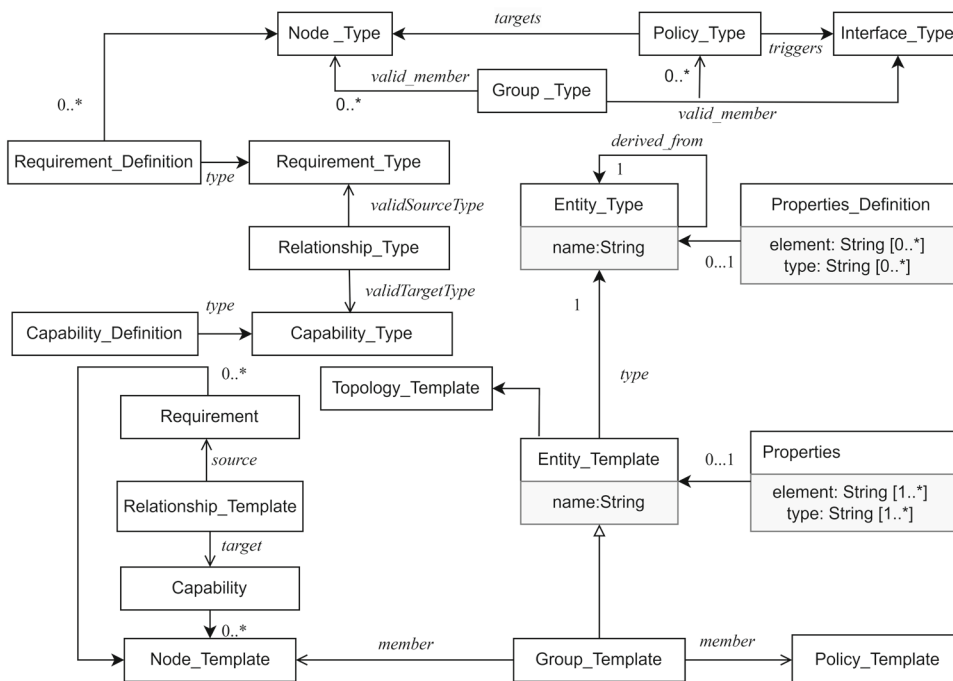 Node _Type
targets
Policy_Type
triggers
Interface_Type
0..*
valid_member
0..*
Group _Type
0..*
valid_member
Requirement_Definition
type
Requirement_Type
derived_from
1
Entity_Type
name:String
Properties_Definition
element: String [0..*]
type: String [0..*]
0...1
validSourceType
Relationship_Type
validTargetType
Capability_Definition
type
Capability_Type
1
type
0..*
Topology_Template
Requirement
source
Relationship_Template
target
Capability
0..*
Node_Template
Entity_Template
name:String
0...1
Properties
element: String [1..*]
type: String [1..*]
member
Group_Template
member
Policy_Template